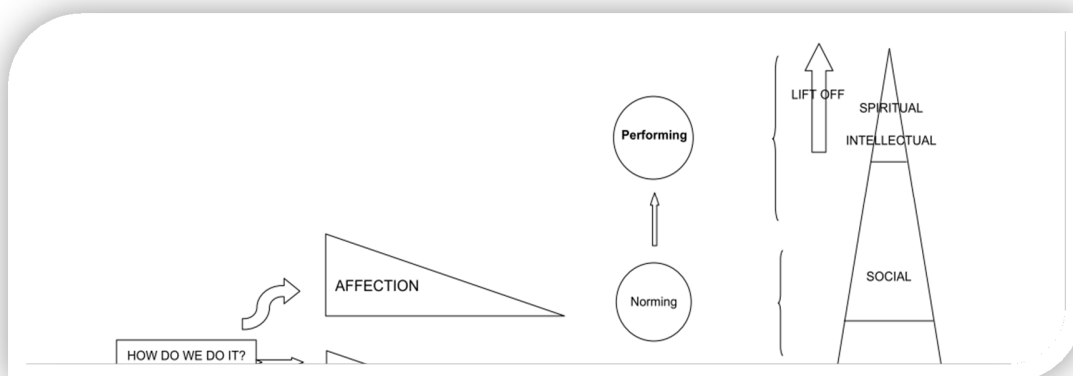 LIFT OFF
SPIRITUAL
Performing
INTELLECTUAL
AFFECTION
SOCIAL
Norming
HOW DO WE DO IT?